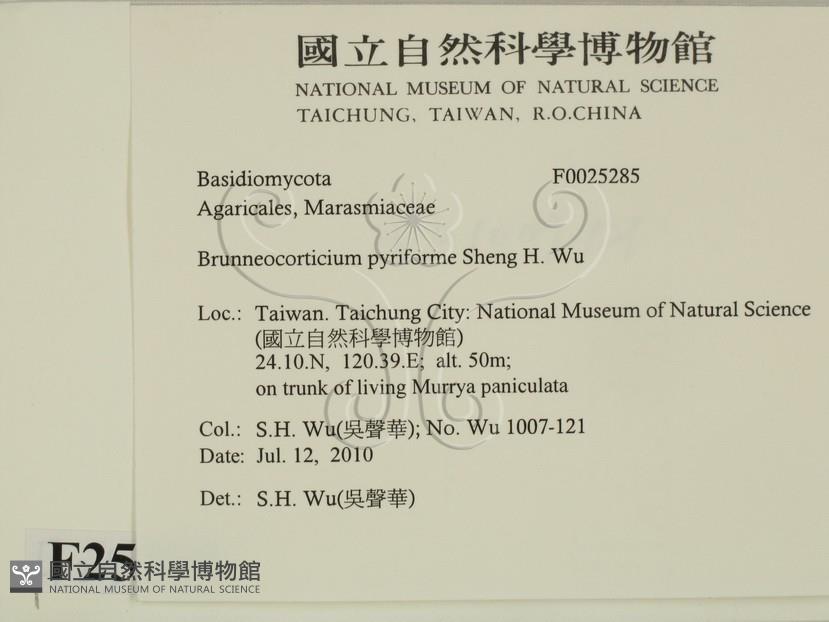 國立自然科學博物館
NATIONAL MUSEUM OF NATURAL SCIENCE
TAICHUNG, TAIWAN, R.O.CHINA
Basidiomycota F0025285
Agaricales, Marasmiaceae
Brunneocorticium pyriforme Sheng H. Wu
Loc.: Taiwan. Taichung City: National Museum of Natural Science
(國立自然科學博物館)
24.10.N, 120.39.E; alt. 50m;
on trunk of living Murrya paniculata
Col.: S.H. Wu(吳聲華); No. Wu 1007-121
Date: Jul. 12, 2010
Det.: S.H. Wu(吳聲華)
F25
國立自然科學博物館
NATIONAL MUSEUM OF NATURAL SCIENCE